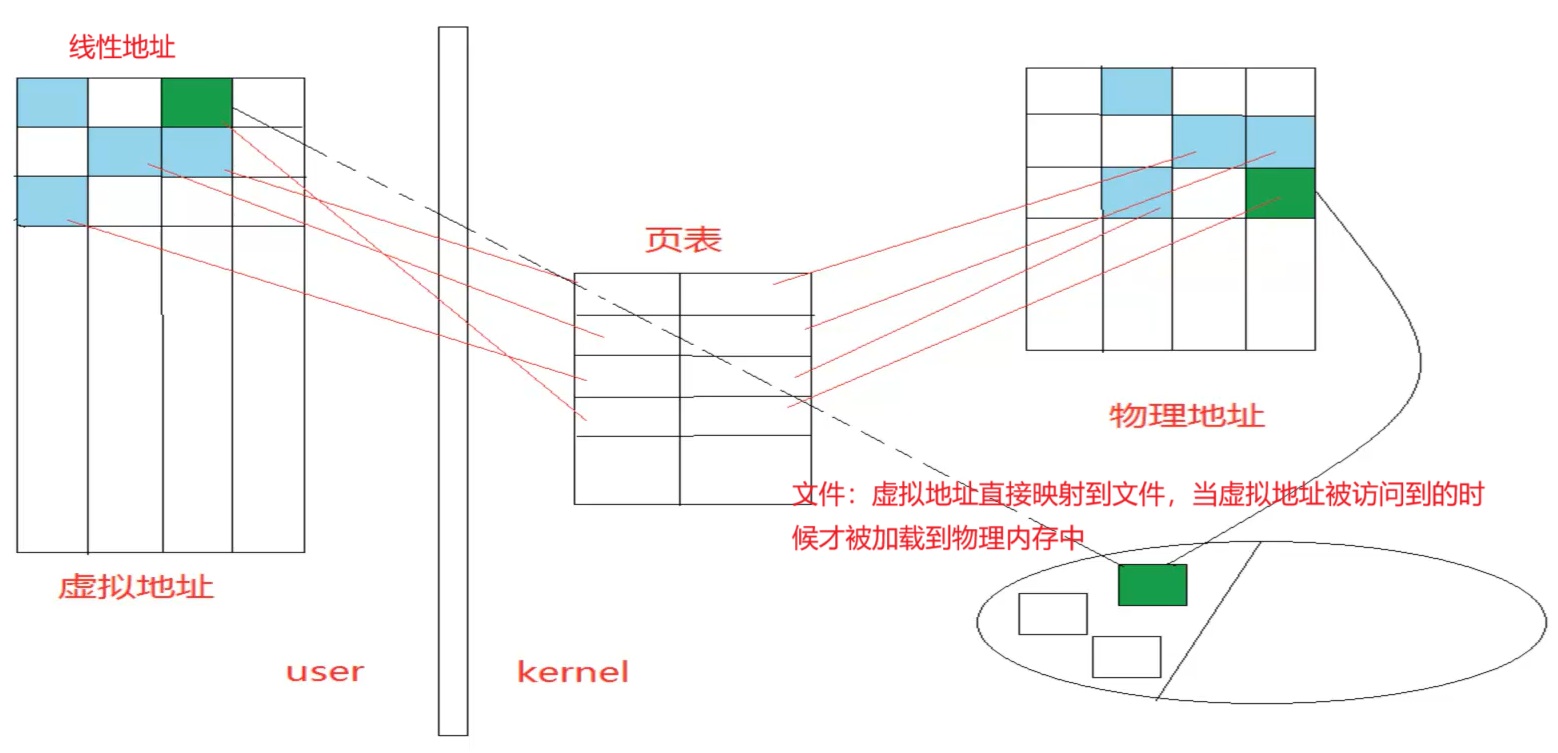 线性地址
页表
物理地址
文件：虚拟地址直接映射到文件，当虚拟地址被访问到的时
候才被加载到物理内存中
虚拟地址
user
kernel